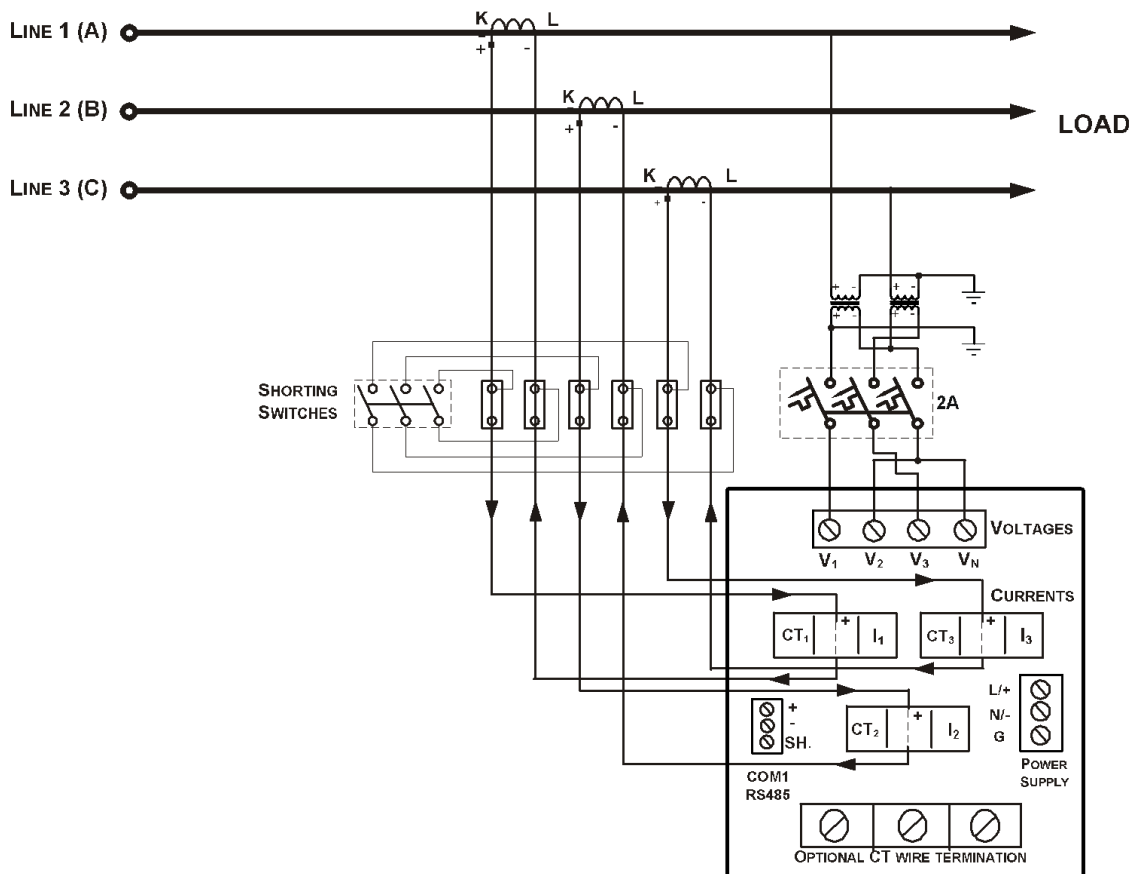 K L
LINE 1 (A)
+ -
K L
LINE 2 (B)
+ -
LOAD
K L
LINE 3 (C)
+ -
+ - + -
+ - + -
SHORTING
SWITCHES
2A
VOLTAGES
V1 V2 V3 VN
CURRENTS
CT1 + I1
CT3 + I3
L/+
N/-
G
POWER
SUPPLY
+
-
SH.
COM1
RS485
CT2 + I2
OPTIONAL CT WIRE TERMINATION